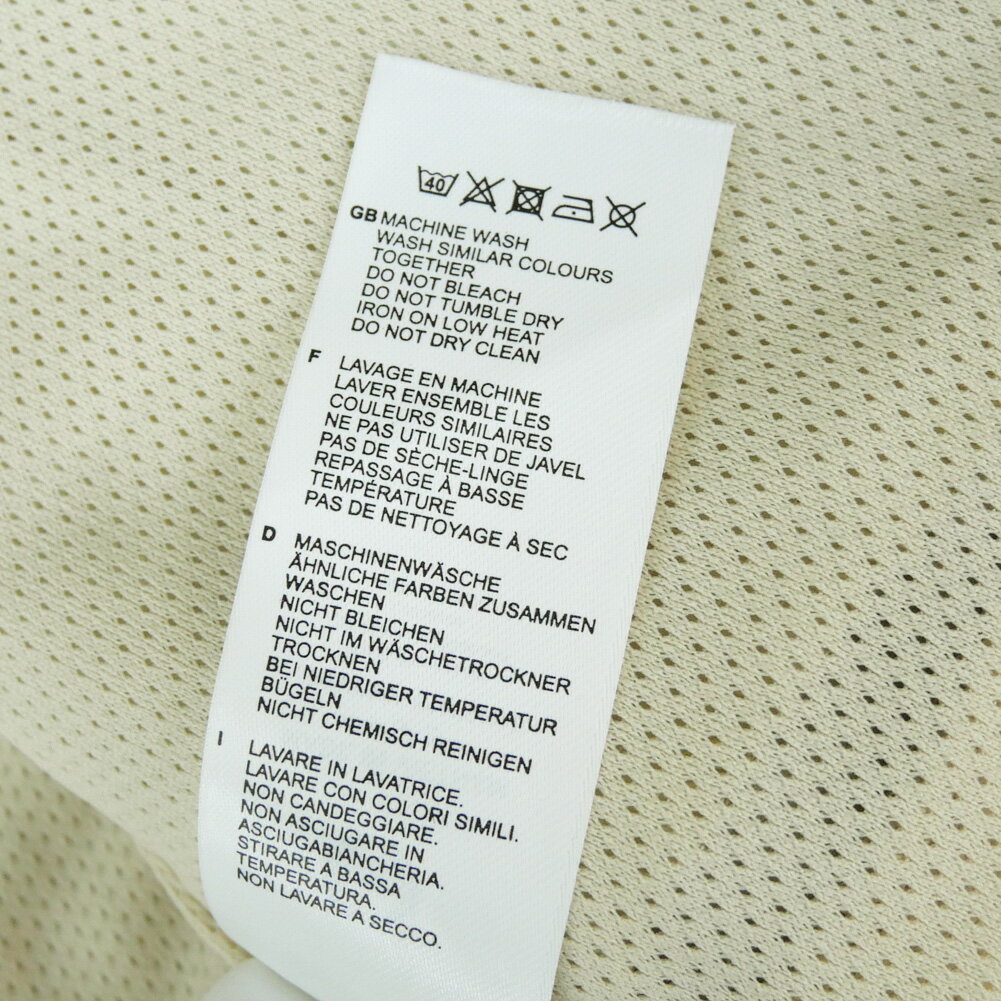 40
GB MACHINE WASH
WASH SIMILAR COLOURS
TOGETHER
DO NOT BLEACH
DO NOT TUMBLE DRY
IRON ON LOW HEAT
DO NOT DRY CLEAN
F LAVAGE EN MACHINE
LAVER ENSEMBLE LES
COULEURS SIMILAIRES
NE PAS UTILISER DE JAVEL
PAS DE SÈCHE-LINGE
REPASSAGE À BASSE
TEMPÉRATURE
PAS DE NETTOYAGE À SEC
D MASCHINENWÄSCHE
ÄHNLICHE FARBEN ZUSAMMEN
WASCHEN
NICHT BLEICHEN
NICHT IM WÄSCHETROCKNER
TROCKNEN
BEI NIEDRIGER TEMPERATUR
BÜGELN
NICHT CHEMISCH REINIGEN
I LAVARE IN LAVATRICE.
LAVARE CON COLORI SIMILI.
NON CANDEGGIARE.
NON ASCIUGARE IN
ASCIUGABIANCHERIA.
STIRARE A BASSA
TEMPERATURA.
NON LAVARE A SECCO.